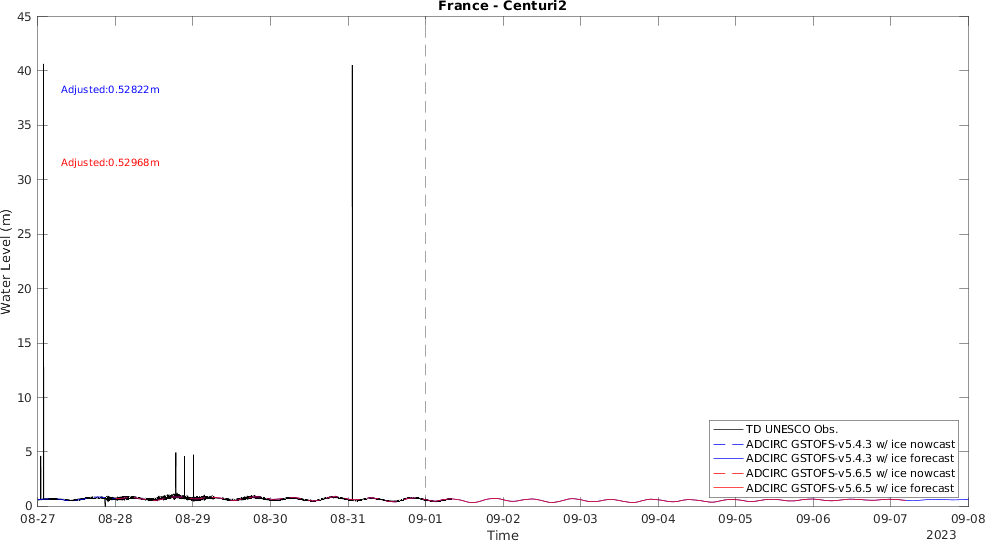 France - Centuri2
45
40
35
30
25
20
15
10
5
0
Water Level (m)
Adjusted:0.52822m
Adjusted:0.52968m
TD UNESCO Obs.
ADCIRC GSTOFS-v5.4.3 w/ ice nowcast
ADCIRC GSTOFS-v5.4.3 w/ ice forecast
ADCIRC GSTOFS-v5.6.5 w/ ice nowcast
ADCIRC GSTOFS-v5.6.5 w/ ice forecast
08-27 08-28 08-29 08-30 08-31 09-01 09-02 09-03 09-04 09-05 09-06 09-07 09-08
Time
2023